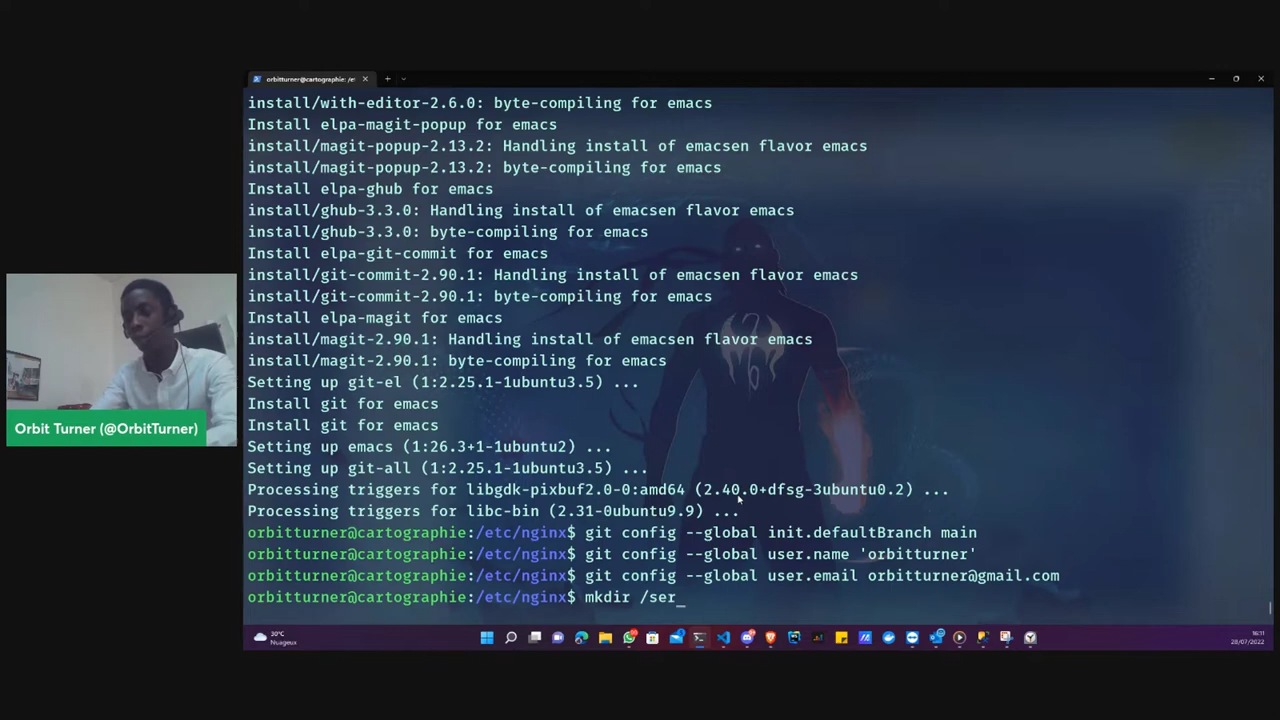 orbitturner@cartographie: /et
install/with-editor-2.6.0: byte-compiling for emacs
Install elpa-magit-popup for emacs
install/magit-popup-2.13.2: Handling install of emacsen flavor emacs
install/magit-popup-2.13.2: byte-compiling for emacs
Install elpa-ghub for emacs
install/ghub-3.3.0: Handling install of emacsen flavor emacs
install/ghub-3.3.0: byte-compiling for emacs
Install elpa-git-commit for emacs
install/git-commit-2.90.1: Handling install of emacsen flavor emacs
install/git-commit-2.90.1: byte-compiling for emacs
Install elpa-magit for emacs
install/magit-2.90.1: Handling install of emacsen flavor emacs
install/magit-2.90.1: byte-compiling for emacs
Setting up git-el (1:2.25.1-1ubuntu3.5) ...
Install git for emacs
Install git for emacs
Setting up emacs (1:26.3+1-1ubuntu2) ...
Setting up git-all (1:2.25.1-1ubuntu3.5) ...
Processing triggers for libgdk-pixbuf2.0-0:amd64 (2.40.0+dfsg-3ubuntu0.2) ...
Processing triggers for libc-bin (2.31-0ubuntu9.9) ...
orbitturner@cartographie:/etc/nginx$ git config --global init.defaultBranch main
orbitturner@cartographie:/etc/nginx$ git config --global user.name 'orbitturner'
orbitturner@cartographie:/etc/nginx$ git config --global user.email orbitturner@gmail.com
orbitturner@cartographie:/etc/nginx$ mkdir /ser_
Orbit Turner (@OrbitTurner)
30°C
Nuageux
16:11
28/07/2022